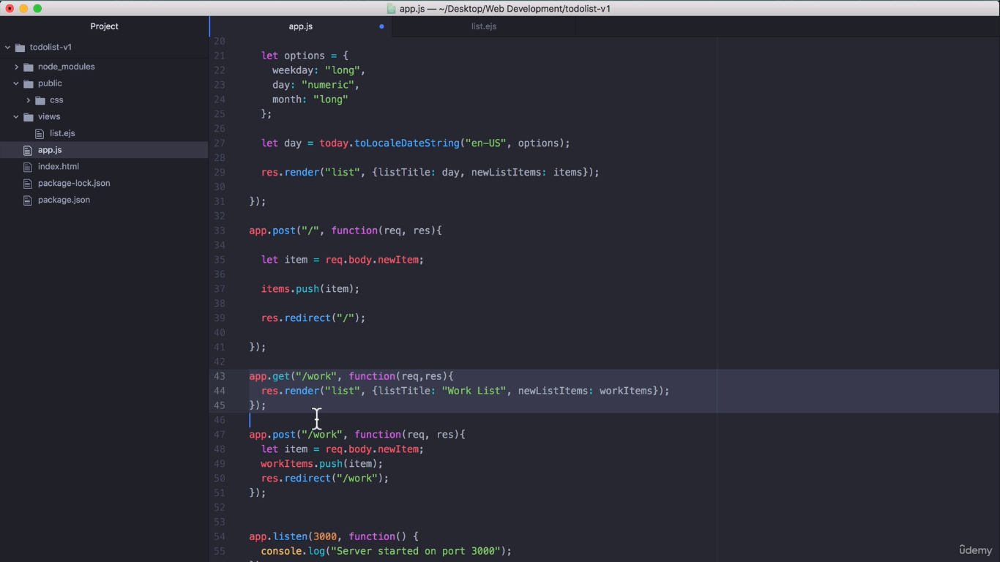 app.js — ~/Desktop/Web Development/todolist-v1
Project
app.js
list.ejs
todolist-v1
node_modules
public
css
views
list.ejs
app.js
index.html
package-lock.json
package.json
20
21 let options = {
22 weekday: "long",
23 day: "numeric",
24 month: "long"
25 };
26
27 let day = today.toLocaleDateString("en-US", options);
28
29 res.render("list", {listTitle: day, newListItems: items});
30
31 });
32
33 app.post("/", function(req, res){
34
35 let item = req.body.newItem;
36
37 items.push(item);
38
39 res.redirect("/");
40
41 });
42
43 app.get("/work", function(req,res){
44 res.render("list", {listTitle: "Work List", newListItems: workItems});
45 });
46
47 app.post("/work", function(req, res){
48 let item = req.body.newItem;
49 workItems.push(item);
50 res.redirect("/work");
51 });
52
53
54 app.listen(3000, function() {
55 console.log("Server started on port 3000");
ûdemy